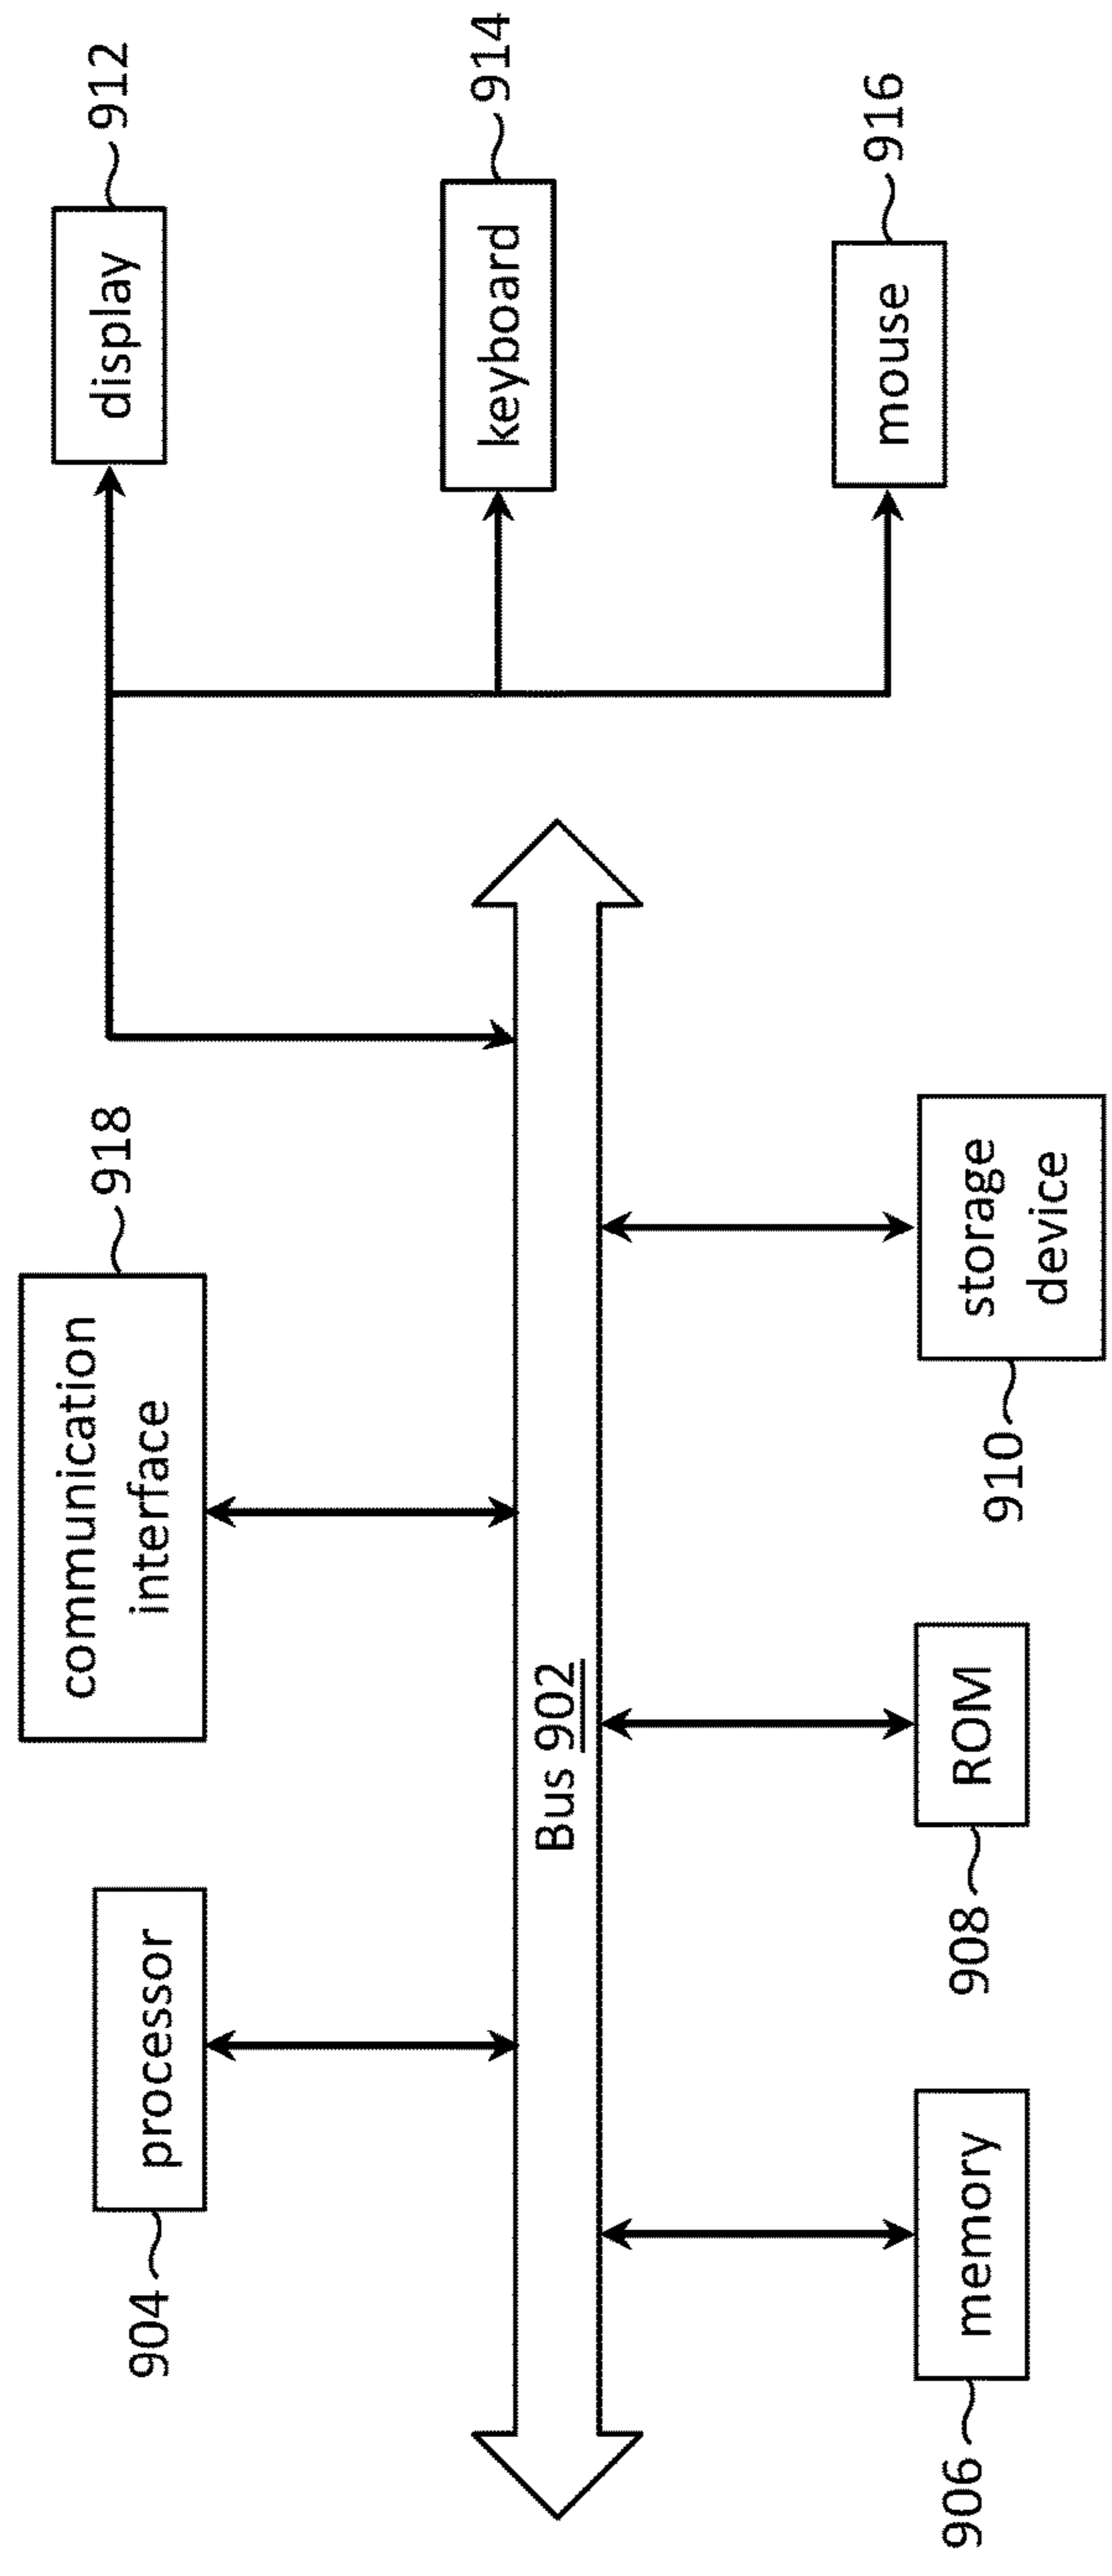 processor
904
communication
interface
918
display
912
keyboard
914
mouse
916
Bus 902
memory
906
ROM
908
storage
device
910